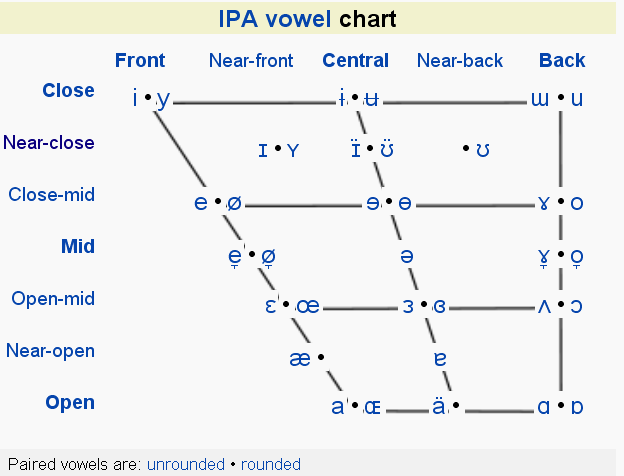 IPA vowel chart
Front Near-front Central Near-back Back
Close i • y ɨ • ʉ ɯ • u
Near-close ɪ • ʏ ɪ̈ • ʊ̈ • ʊ
Close-mid e • ø ɘ • ɵ ɤ • o
Mid e̞ • ø̞ ə ɤ̞ • o̞
Open-mid ɛ • œ ɜ • ɞ ʌ • ɔ
Near-open æ • ɐ
Open a • ɶ ä • ɑ • ɒ
Paired vowels are: unrounded • rounded